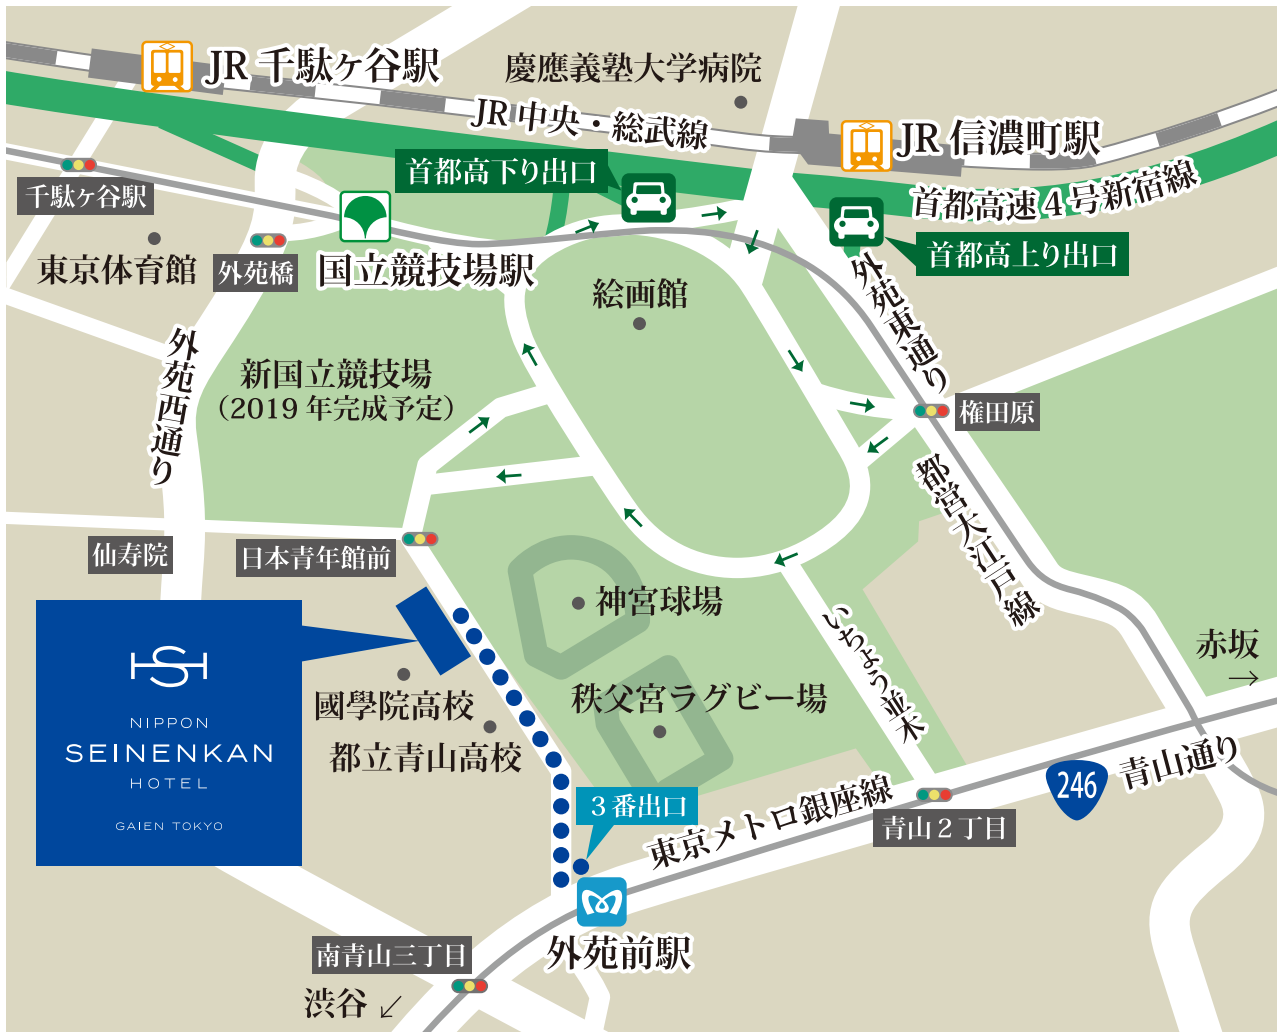 JR 千駄ヶ谷駅
慶應義塾大学病院
JR 中央・総武線
JR 信濃町駅
首都高下り出口
首都高速4号新宿線
千駄ヶ谷駅
首都高上り出口
東京体育館
外苑橋
国立競技場駅
絵画館
外苑東通り
外苑西通り
新国立競技場
（2019 年完成予定）
権田原
都営大江戸線
仙寿院
日本青年館前
神宮球場
いちょう並木
赤坂
→
NIPPON
SEINENKAN
HOTEL
GAIEN TOKYO
國學院高校
都立青山高校
秩父宮ラグビー場
3番出口
東京メトロ銀座線
246
青山通り
青山2丁目
外苑前駅
南青山三丁目
渋谷 ↙